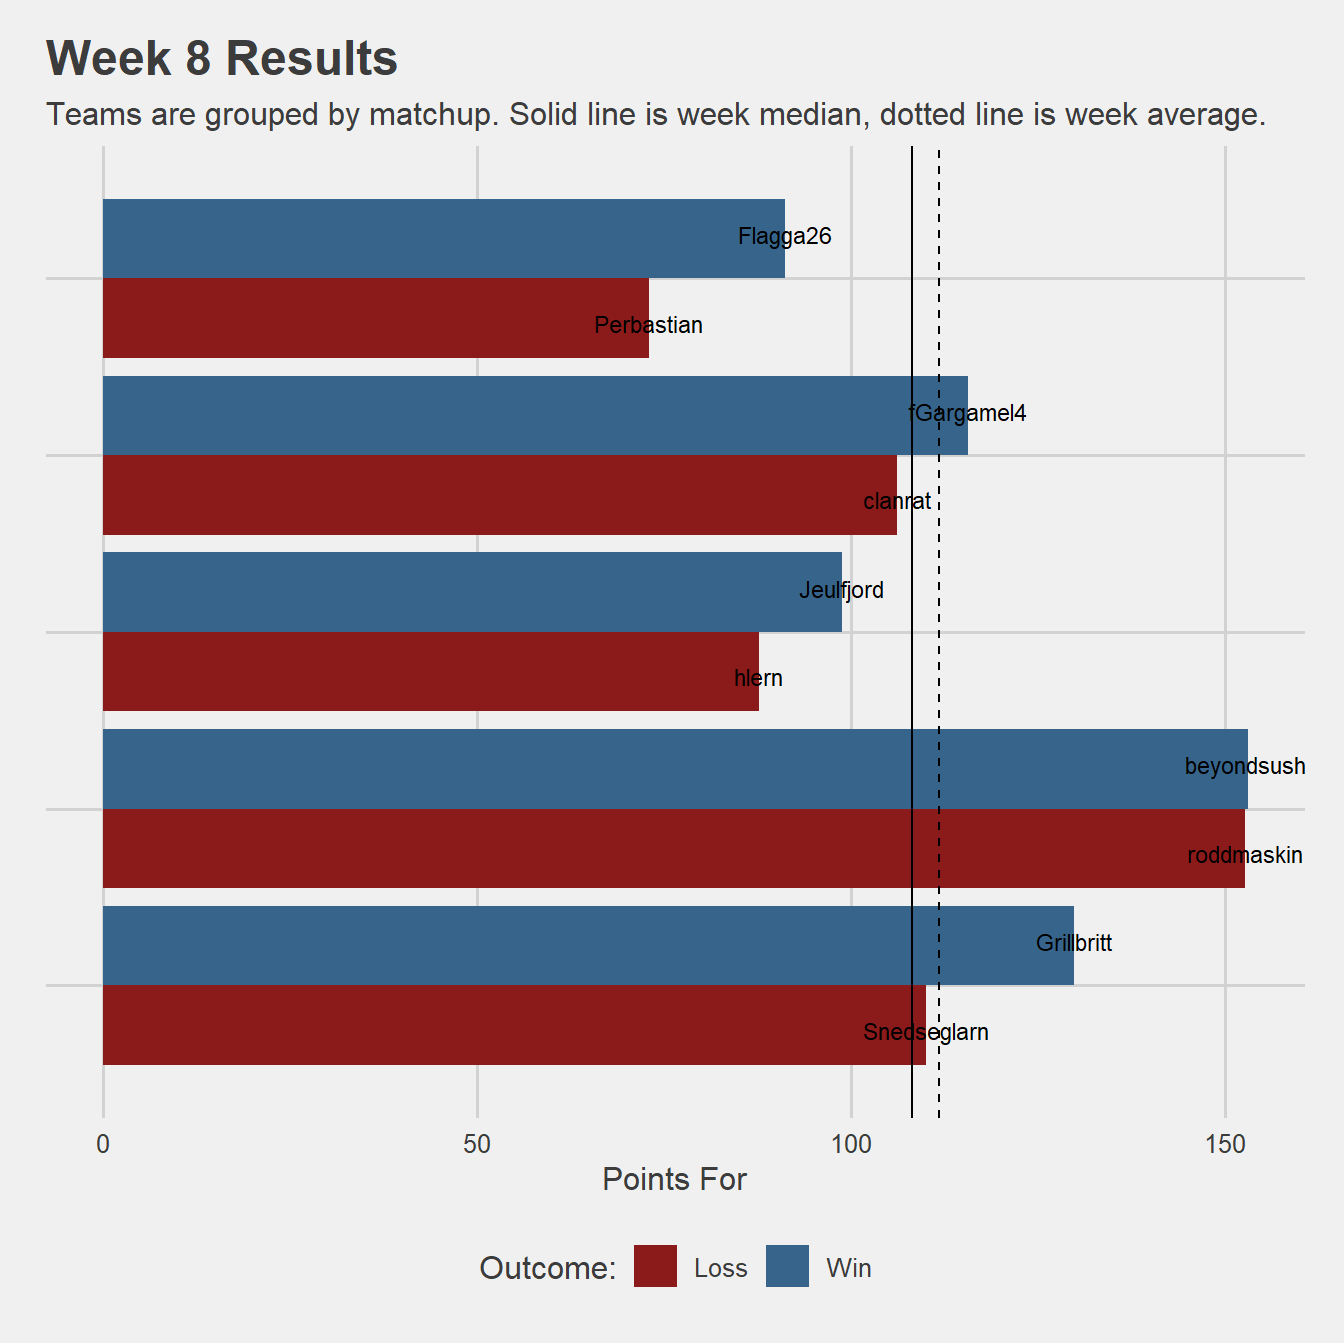 Week 8 Results
Teams are grouped by matchup. Solid line is week median, dotted line is week average.
Flagga26
Perbastian
fGargamel4
clanrat
Jeulfjord
hlern
beyondsush
roddmaskin
Grillbritt
Snedseglarn
0 50 100 150
Points For
Outcome: Loss Win